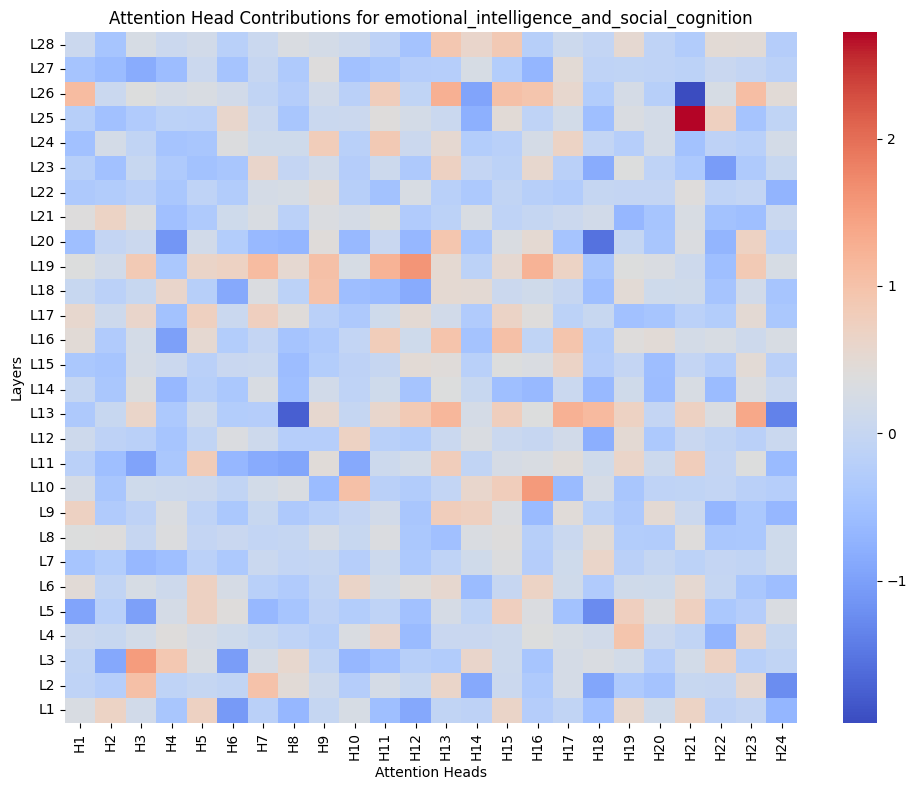 Attention Head Contributions for emotional_intelligence_and_social_cognition
Layers
L28
L27
L26
L25
L24
L23
L22
L21
L20
L19
L18
L17
L16
L15
L14
L13
L12
L11
L10
L9
L8
L7
L6
L5
L4
L3
L2
L1
H1 H2 H3 H4 H5 H6 H7 H8 H9 H10 H11 H12 H13 H14 H15 H16 H17 H18 H19 H20 H21 H22 H23 H24
Attention Heads
2
1
0
−1